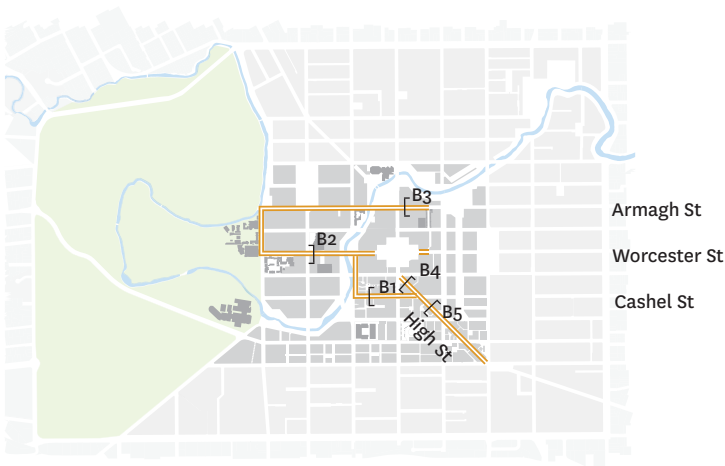 B3
Armagh St
B2
Worcester St
B4
B1
Cashel St
B5
High St